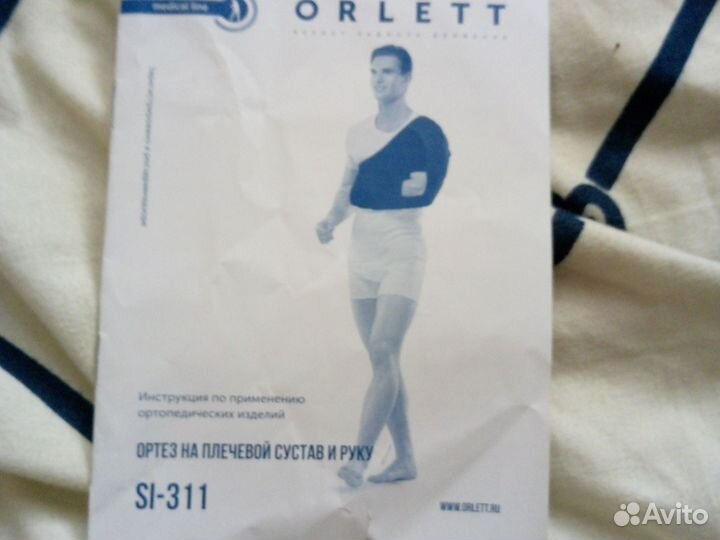 medical line
ORLETT
Инструкция по применению
ортопедических изделий
ОРТЕЗ НА ПЛЕЧЕВОЙ СУСТАВ И РУКУ
SI-311
WWW.ORLETT.RU
Avito